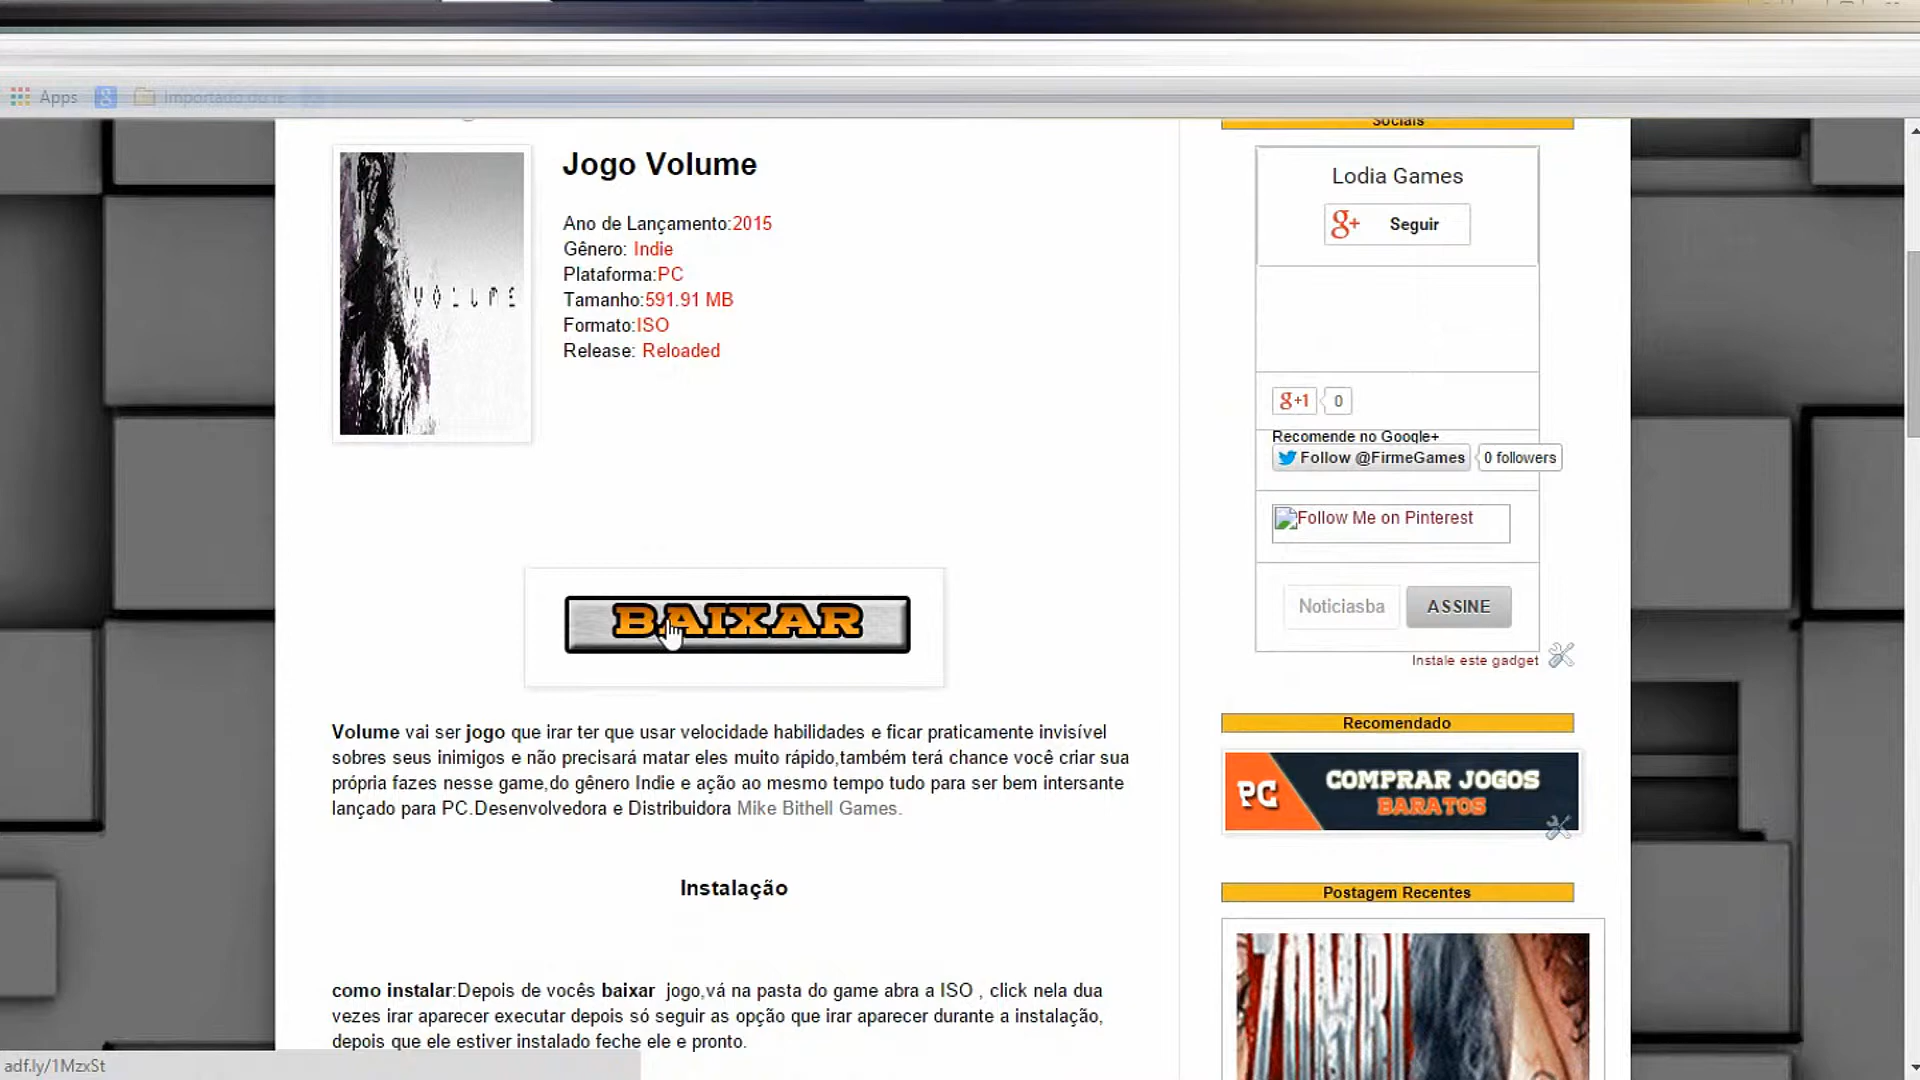 Apps
Importado do IE
Sociais
Jogo Volume
VOLUME
Ano de Lançamento:2015
Gênero: Indie
Plataforma:PC
Tamanho:591.91 MB
Formato:ISO
Release: Reloaded
BAIXAR
Volume vai ser jogo que irar ter que usar velocidade habilidades e ficar praticamente invisível
sobres seus inimigos e não precisará matar eles muito rápido,também terá chance você criar sua
própria fazes nesse game,do gênero Indie e ação ao mesmo tempo tudo para ser bem intersante
lançado para PC.Desenvolvedora e Distribuidora Mike Bithell Games.
Instalação
como instalar:Depois de vocês baixar  jogo,vá na pasta do game abra a ISO , click nela dua
vezes irar aparecer executar depois só seguir as opção que irar aparecer durante a instalação,
depois que ele estiver instalado feche ele e pronto.
Lodia Games
g+ Seguir
g+1 0
Recomende no Google+
Follow @FirmeGames 0 followers
Follow Me on Pinterest
Noticiasba ASSINE
Instale este gadget
Recomendado
PC COMPRAR JOGOS
BARATOS
Postagem Recentes
adf.ly/1MzxSt